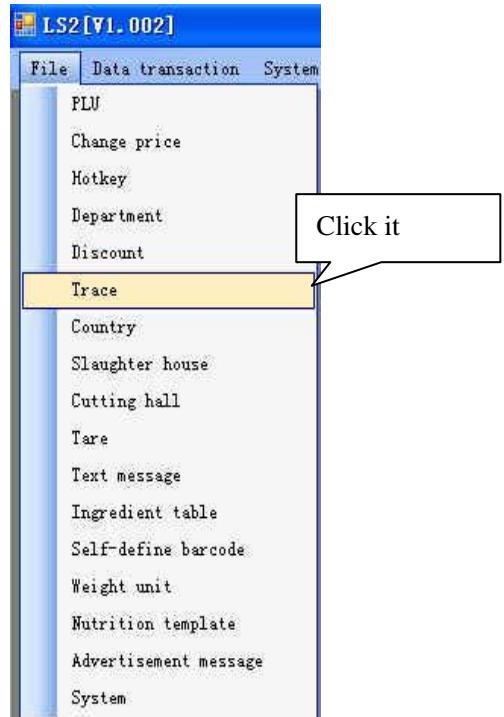 LS2[V1.002]
File Data transaction System
PLU
Change price
Hotkey
Department
Discount
Click it
Trace
Country
Slaughter house
Cutting hall
Tare
Text message
Ingredient table
Self-define barcode
Weight unit
Nutrition template
Advertisement message
System